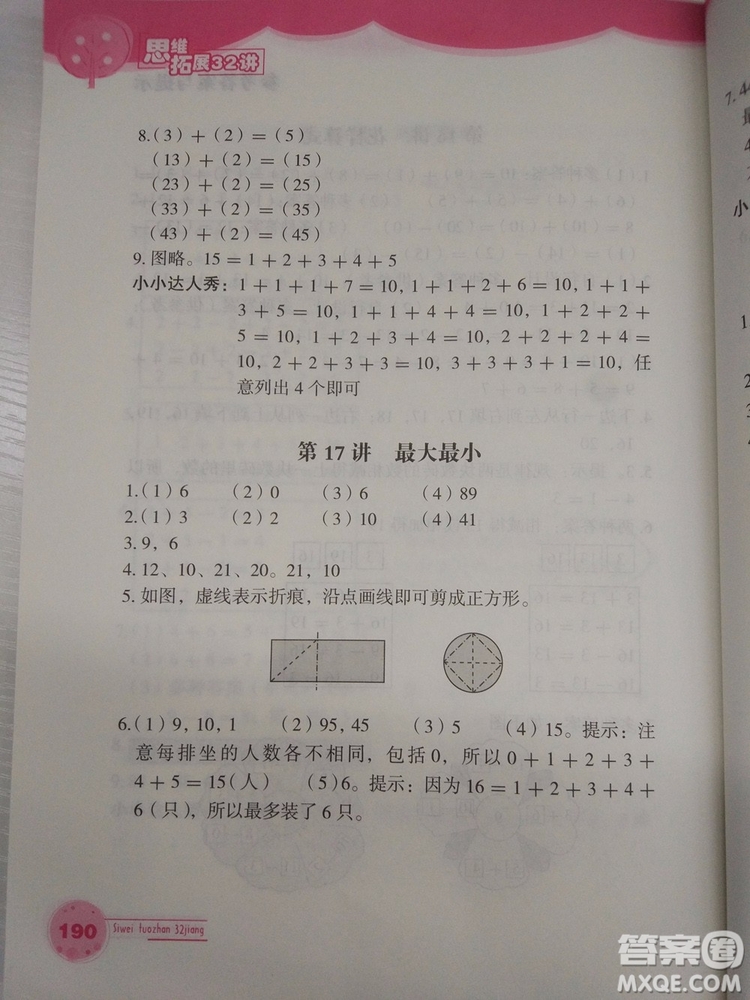 思维
拓展32讲
8.(3)+(2)=(5)
(13)+(2)=(15)
(23)+(2)=(25)
(33)+(2)=(35)
(43)+(2)=(45)
9.图略。15=1+2+3+4+5
小小达人秀：1+1+1+7=10,1+1+2+6=10,1+1+
3+5=10,1+1+4+4=10,1+2+2+
5=10,1+2+3+4=10,2+2+2+4=
10,2+2+3+3=10,3+3+3+1=10,任
意列出4个即可
第17讲 最大最小
1.(1)6 (2)0 (3)6 (4)89
2.(1)3 (2)2 (3)10 (4)41
3.9,6
4.12、10、21、20。21,10
5.如图，虚线表示折痕，沿点画线即可剪成正方形。
6.(1)9,10,1 (2)95,45 (3)5 (4)15。提示：注
意每排坐的人数各不相同，包括0，所以0+1+2+3+
4+5=15(人) (5)6。提示：因为16=1+2+3+4+
6(只)，所以最多装了6只。
190
Siwei tuozhan 32jiang
答案圈
MXQE.COM